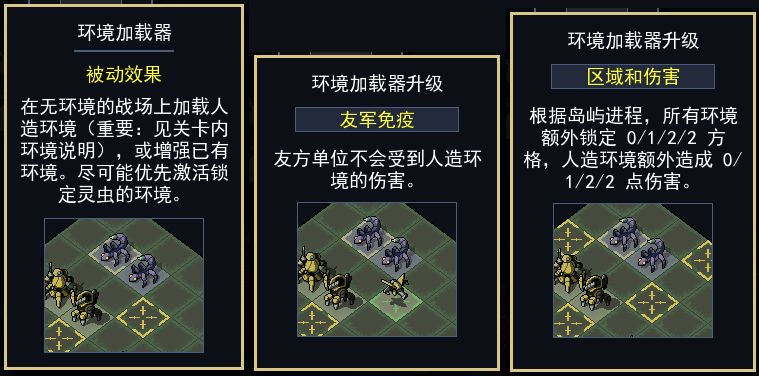 环境加载器
被动效果
在无环境的战场上加载人
造环境（重要：见关卡内
环境说明），或增强已有
环境。尽可能优先激活锁
定灵虫的环境。
环境加载器升级
友军免疫
友方单位不会受到人造环
境的伤害。
环境加载器升级
区域和伤害
根据岛屿进程，所有环境
额外锁定 0/1/2/2 方
格，人造环境额外造成 0/
1/2/2 点伤害。